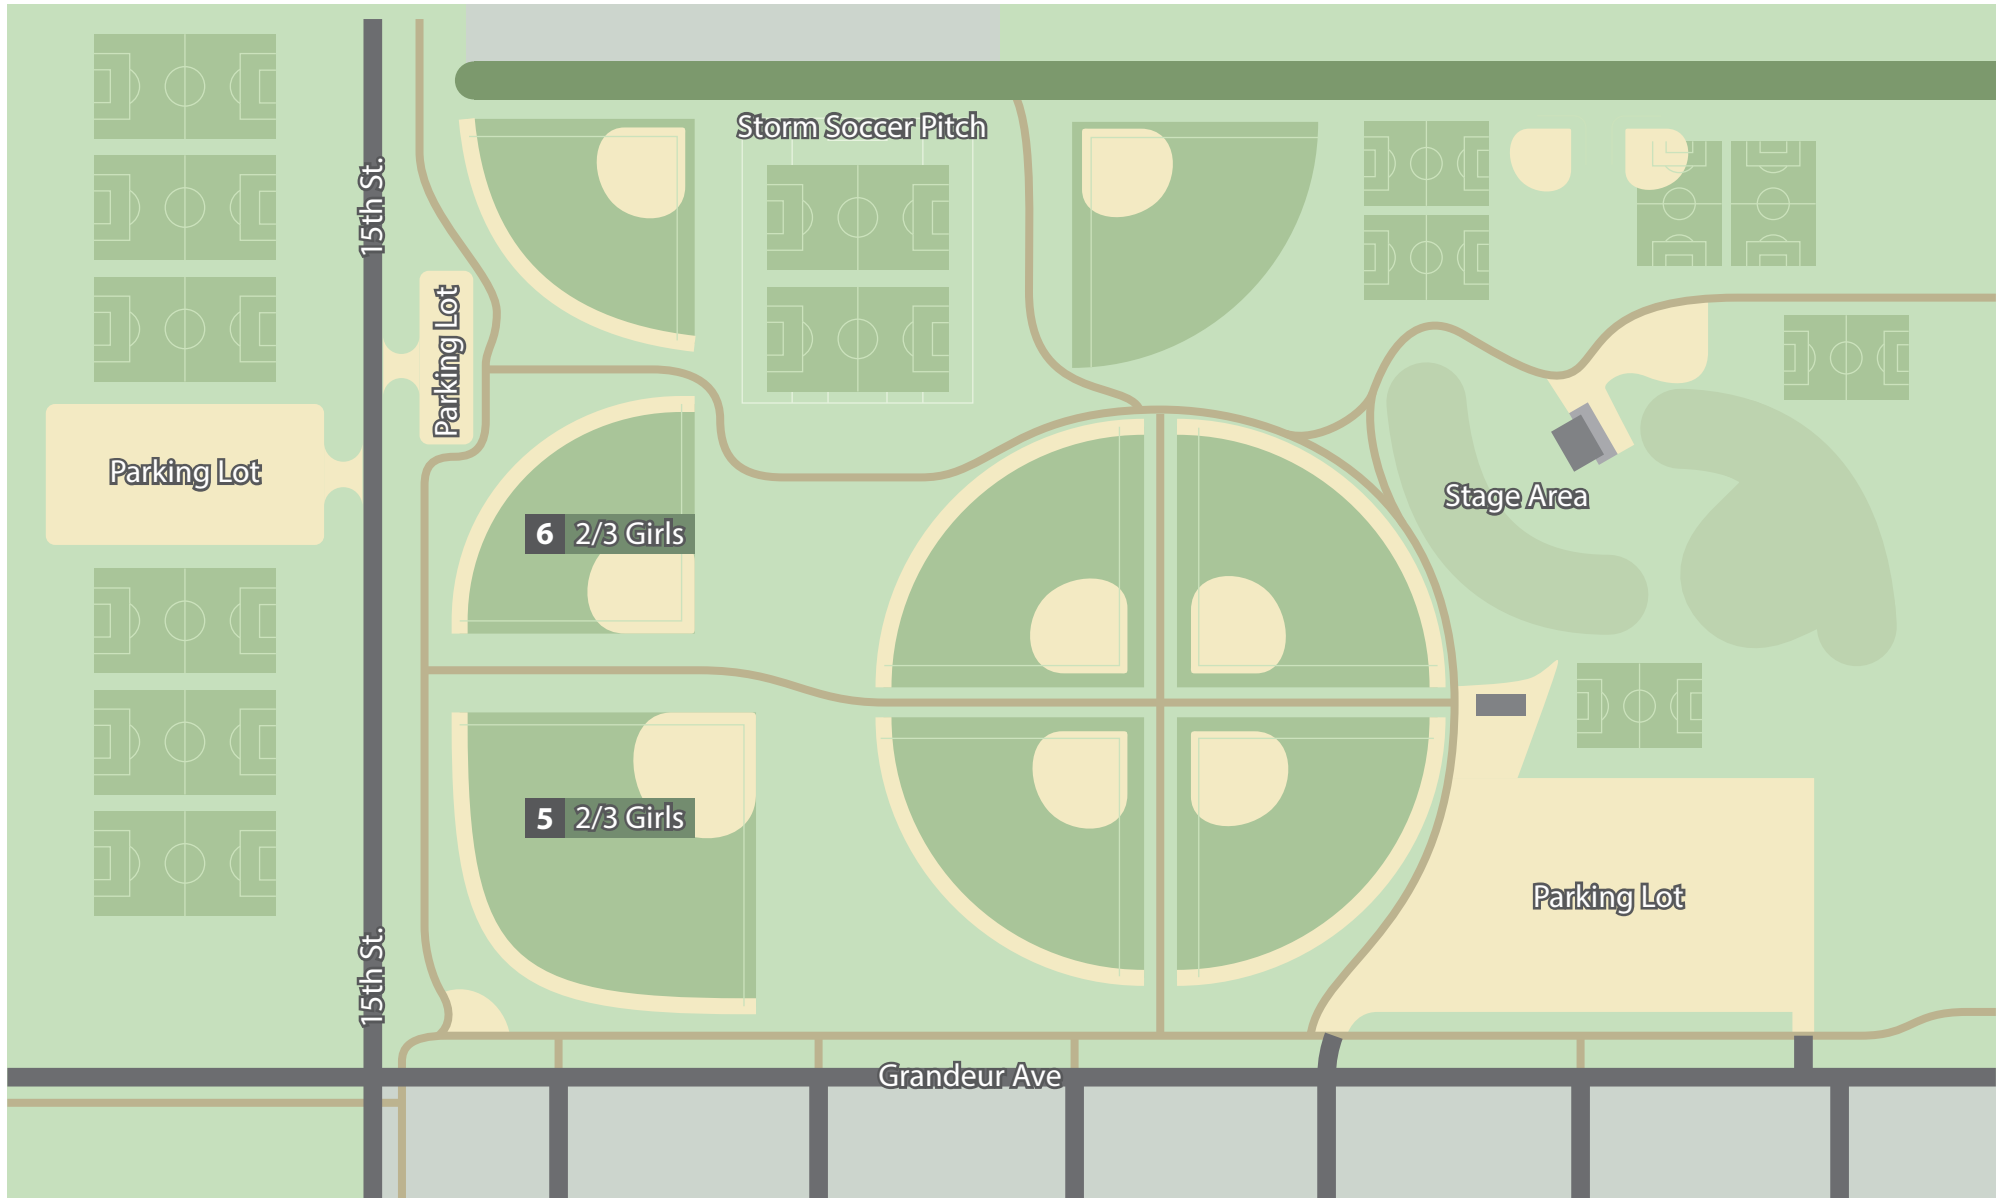 Storm Soccer Pitch
15th St.
Parking Lot
Parking Lot
Stage Area
6 2/3 Girls
5 2/3 Girls
Parking Lot
15th St.
Grandeur Ave